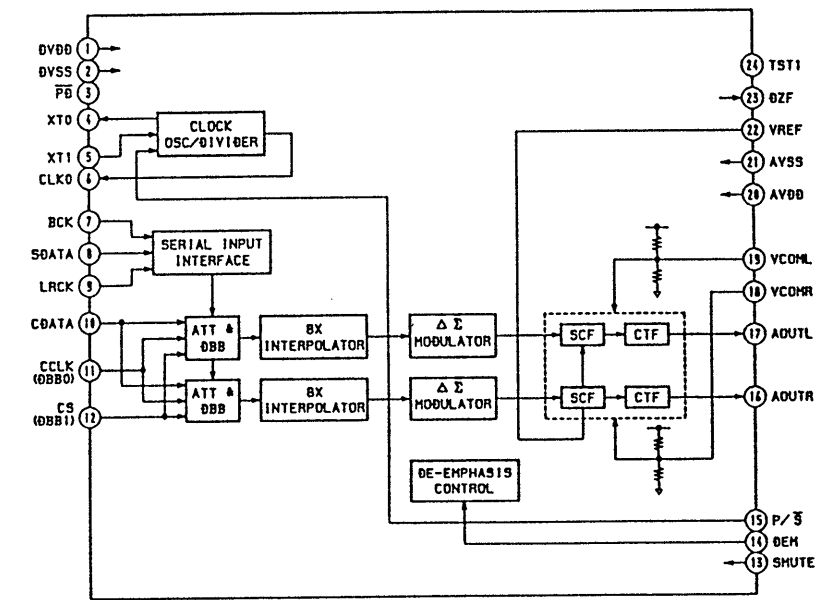 DVDD 1
DVSS 2
PD 3
XTO 4
XTI 5
CLKO 6
BCK 7
SDATA 8
LRCK 9
CDATA 10
CCLK 11
(DBB0)
CS 12
(DBB1)
CLOCK
OSC/DIVIDER
SERIAL INPUT
INTERFACE
ATT &
DBB
8X
INTERPOLATOR
ΔΣ
MODULATOR
SCF
CTF
ATT &
DBB
8X
INTERPOLATOR
ΔΣ
MODULATOR
SCF
CTF
DE-EMPHASIS
CONTROL
24 TST1
23 DZF
22 VREF
21 AVSS
20 AVDD
19 VCOML
18 VCOMR
17 AOUTL
16 AOUTR
15 P/S
14 DEM
13 SMUTE